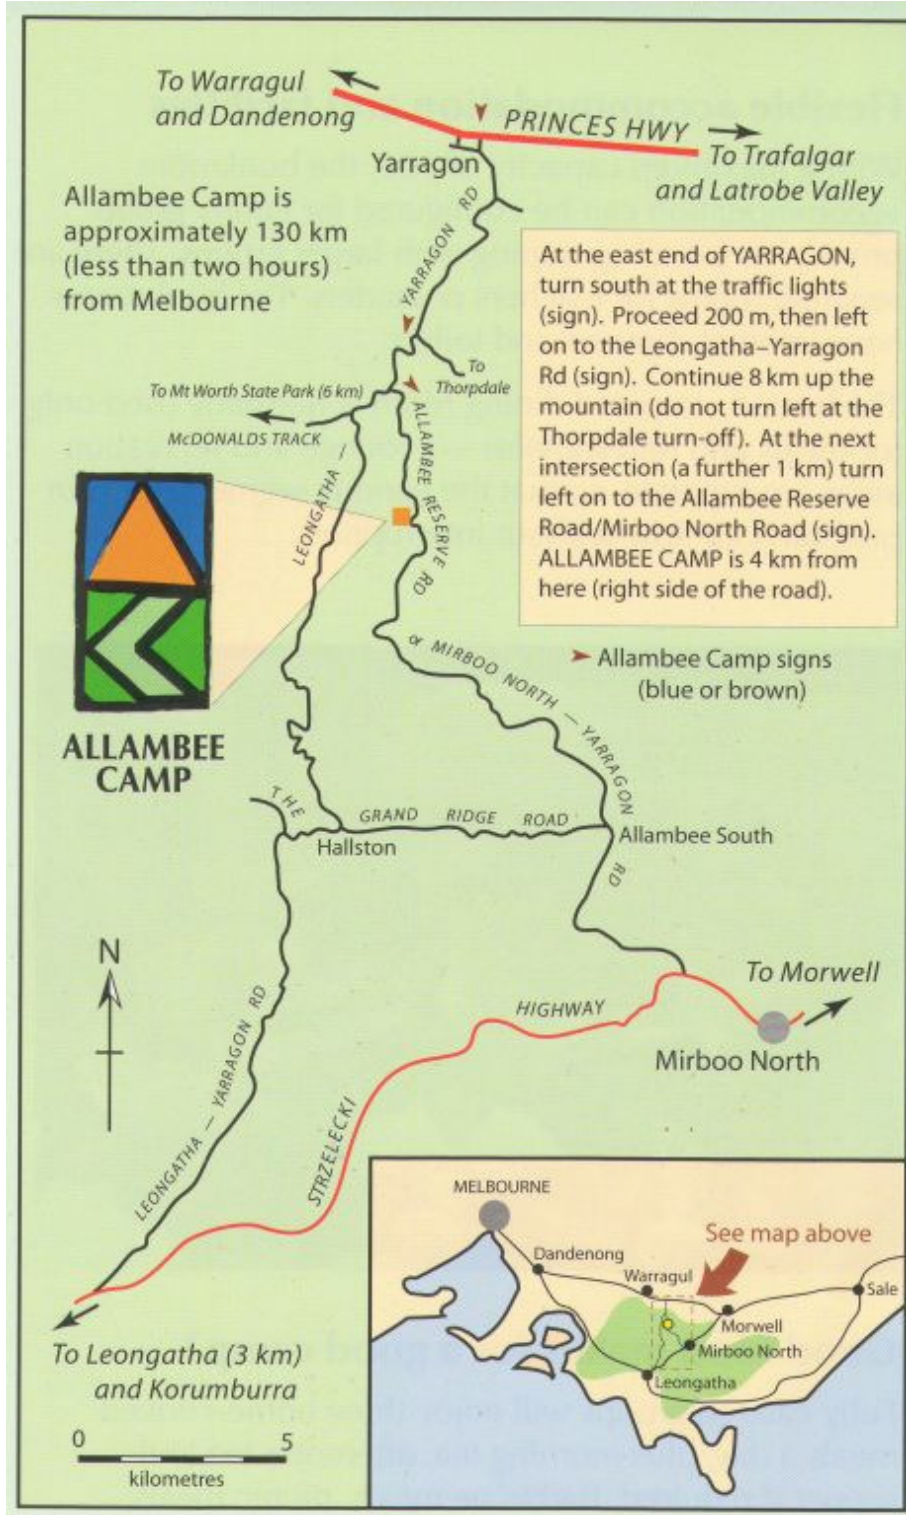 To Warragul
and Dandenong
PRINCES HWY
To Trafalgar
and Latrobe Valley
Yarragon
Allambee Camp is
approximately 130 km
(less than two hours)
from Melbourne
YARRAGON RD
At the east end of YARRAGON,
turn south at the traffic lights
(sign). Proceed 200 m, then left
on to the Leongatha–Yarragon
Rd (sign). Continue 8 km up the
mountain (do not turn left at the
Thorpdale turn-off). At the next
intersection (a further 1 km) turn
left on to the Allambee Reserve
Road/Mirboo North Road (sign).
ALLAMBEE CAMP is 4 km from
here (right side of the road).
To
Thorpdale
To Mt Worth State Park (6 km)
McDONALDS TRACK
LEONGATHA —
ALLAMBEE RESERVE RD
or MIRBOO NORTH — YARRAGON RD
Allambee Camp signs
(blue or brown)
ALLAMBEE
CAMP
THE GRAND RIDGE ROAD
Hallston
Allambee South
N
To Morwell
HIGHWAY
Mirboo North
LEONGATHA — YARRAGON RD
STRZELECKI
To Leongatha (3 km)
and Korumburra
0 5
kilometres
MELBOURNE
See map above
Dandenong
Warragul
Sale
Morwell
Mirboo North
Leongatha